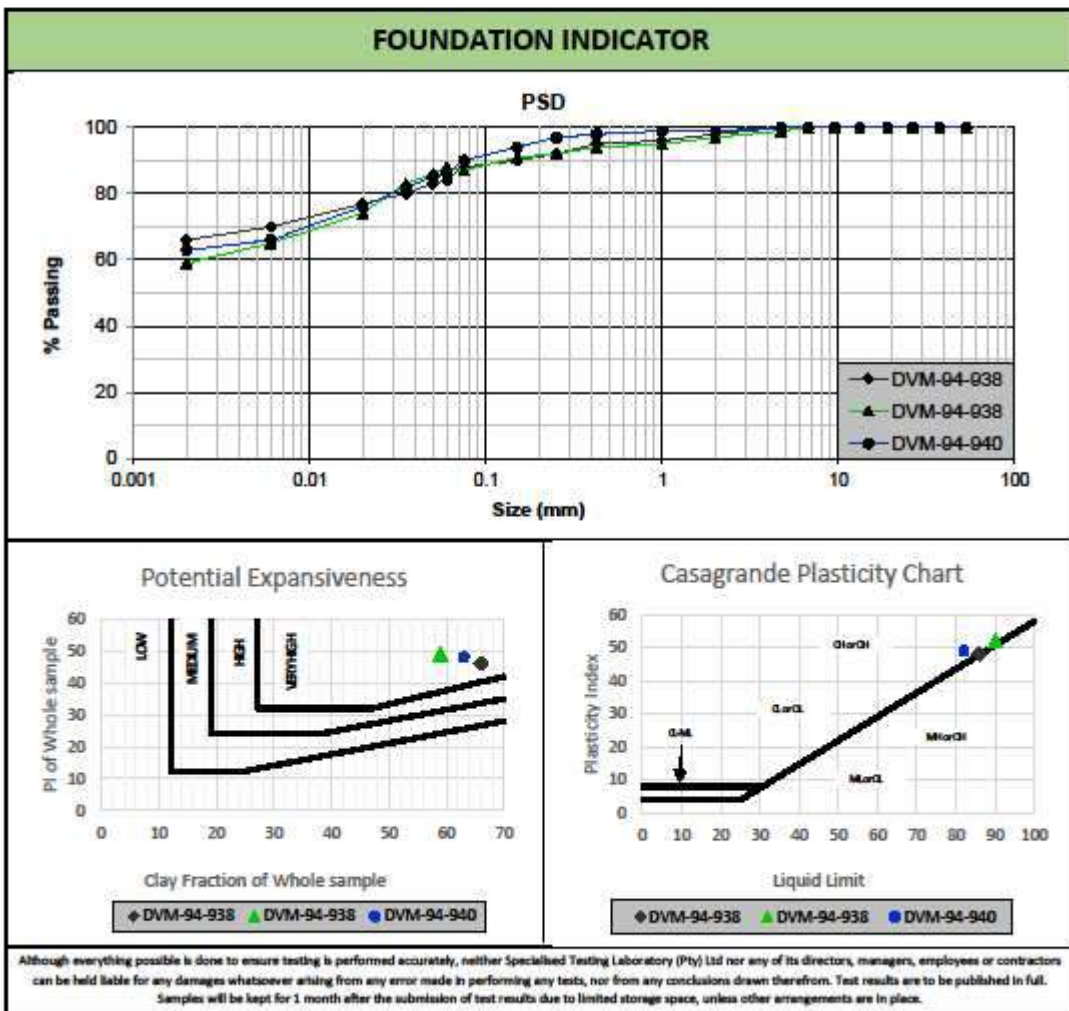 FOUNDATION INDICATOR
PSD
100
80
60
40
20
0
% Passing
0.001 0.01 0.1 1 10 100
Size (mm)
DVM-94-938
DVM-94-938
DVM-94-940
Potential Expansiveness
60
50
40
30
20
10
0
PI of Whole sample
LOW
MEDIUM
HIGH
VERY HIGH
0 10 20 30 40 50 60 70
Clay Fraction of Whole sample
DVM-94-938 DVM-94-938 DVM-94-940
Casagrande Plasticity Chart
60
50
40
30
20
10
0
Plasticity Index
CL-ML
0 10 20 30 40 50 60 70 80 90 100
Liquid Limit
DVM-94-938 DVM-94-938 DVM-94-940
Although everything possible is done to ensure testing is performed accurately, neither Specialised Testing Laboratory (Pty) Ltd nor any of its directors, managers, employees or contractors
can be held liable for any damages whatsoever arising from any error made in performing any tests, nor from any conclusions drawn therefrom. Test results are to be published in full.
Samples will be kept for 1 month after the submission of test results due to limited storage space, unless other arrangements are in place.